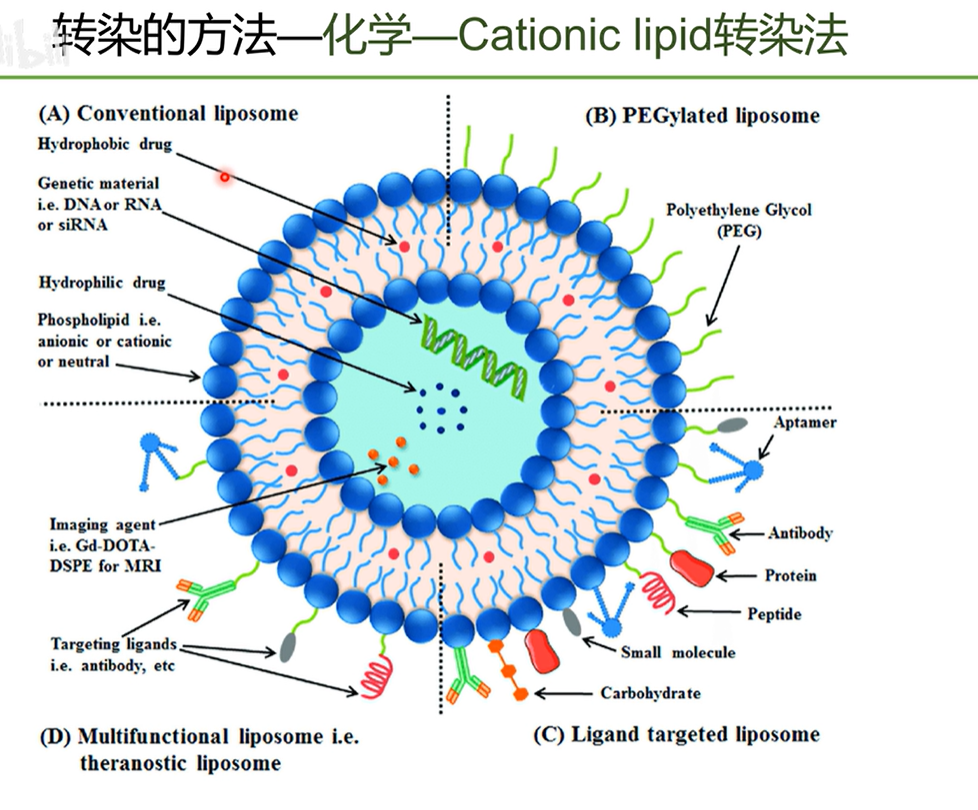 转染的方法—化学—Cationic lipid转染法
(A) Conventional liposome
(B) PEGylated liposome
Hydrophobic drug
Genetic material
i.e. DNA or RNA
or siRNA
Polyethylene Glycol
(PEG)
Hydrophilic drug
Phospholipid i.e.
anionic or cationic
or neutral
Aptamer
Imaging agent
i.e. Gd-DOTA-
DSPE for MRI
Antibody
Protein
Peptide
Targeting ligands
i.e. antibody, etc
Small molecule
Carbohydrate
(D) Multifunctional liposome i.e.
theranostic liposome
(C) Ligand targeted liposome